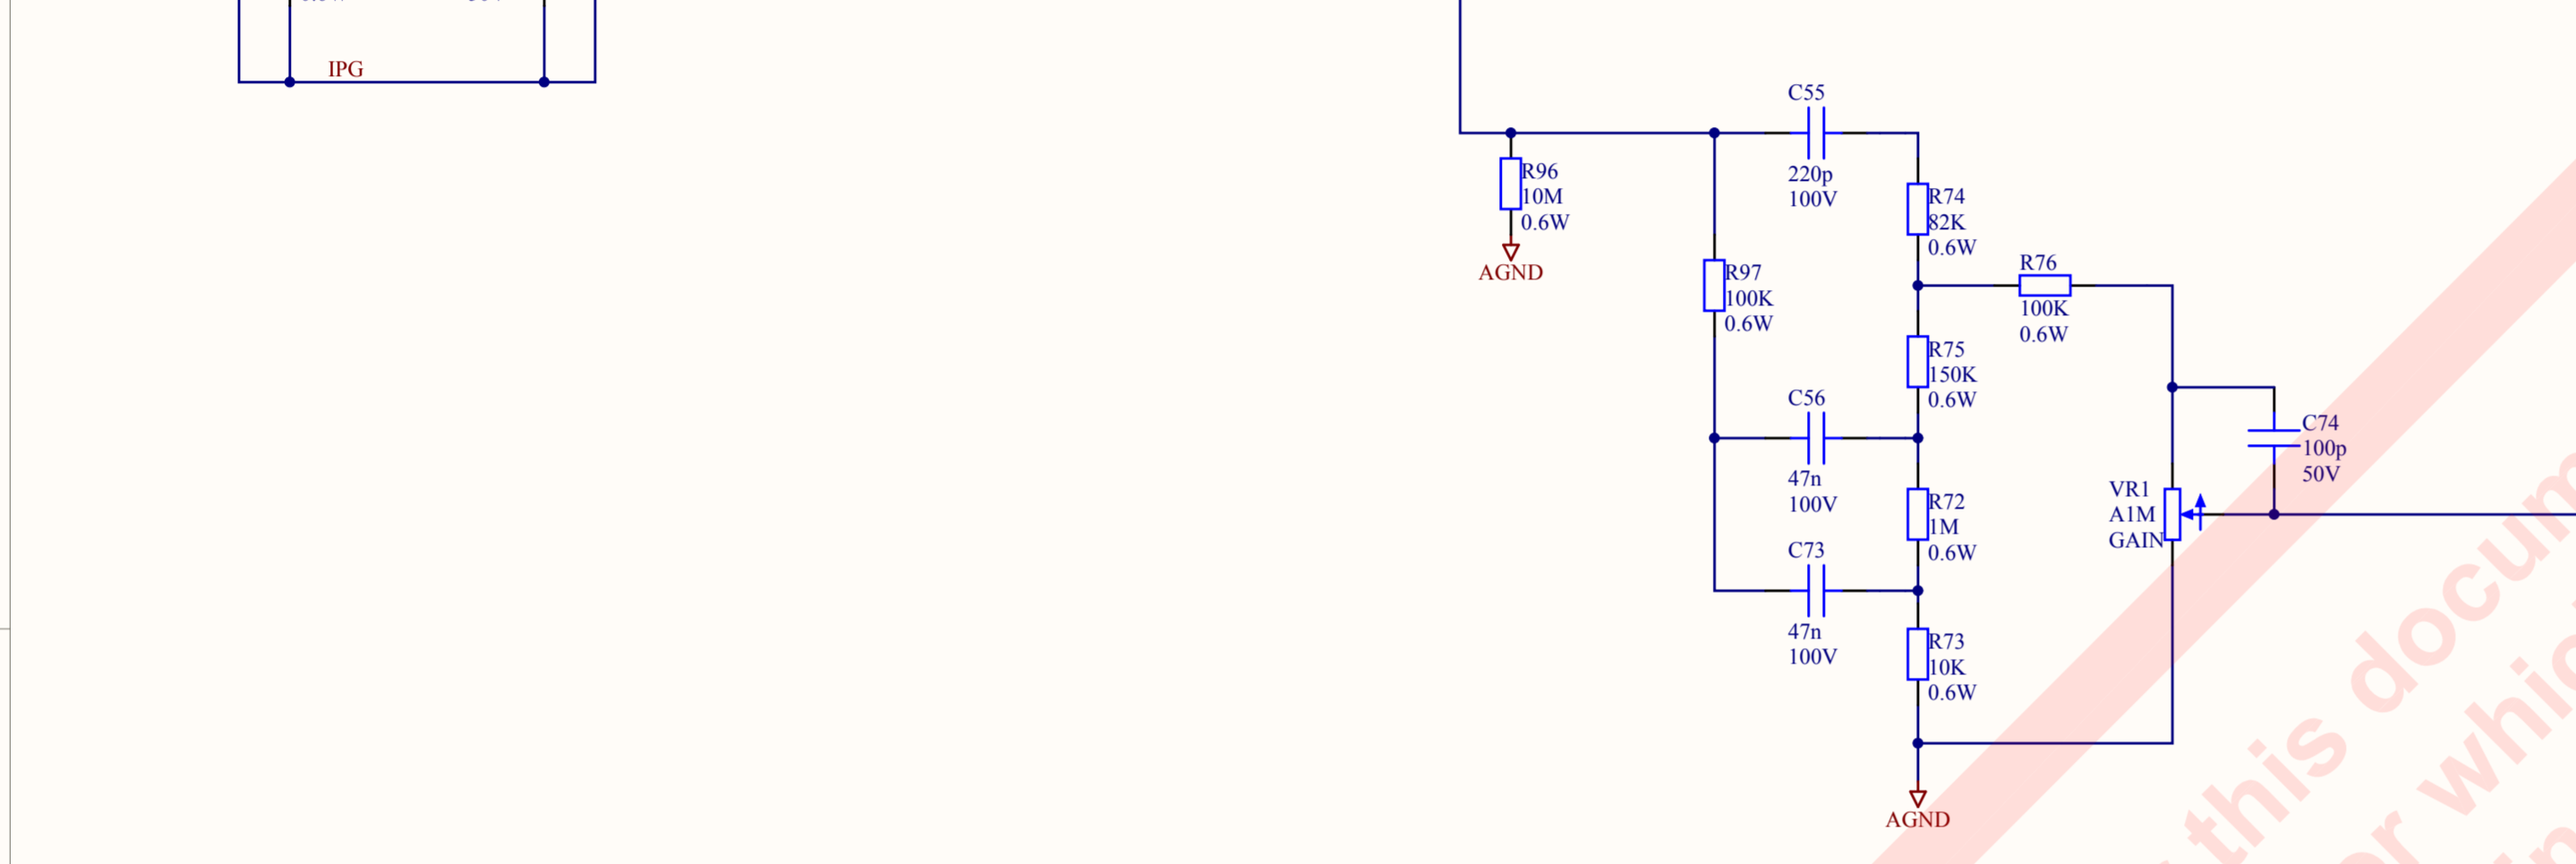 IPG
C55
220p
100V
R96
10M
0.6W
AGND
R74
82K
0.6W
R97
100K
0.6W
R76
100K
0.6W
R75
150K
0.6W
C56
47n
100V
C74
100p
50V
VR1
A1M
GAIN
R72
1M
0.6W
C73
47n
100V
R73
10K
0.6W
AGND
this docum